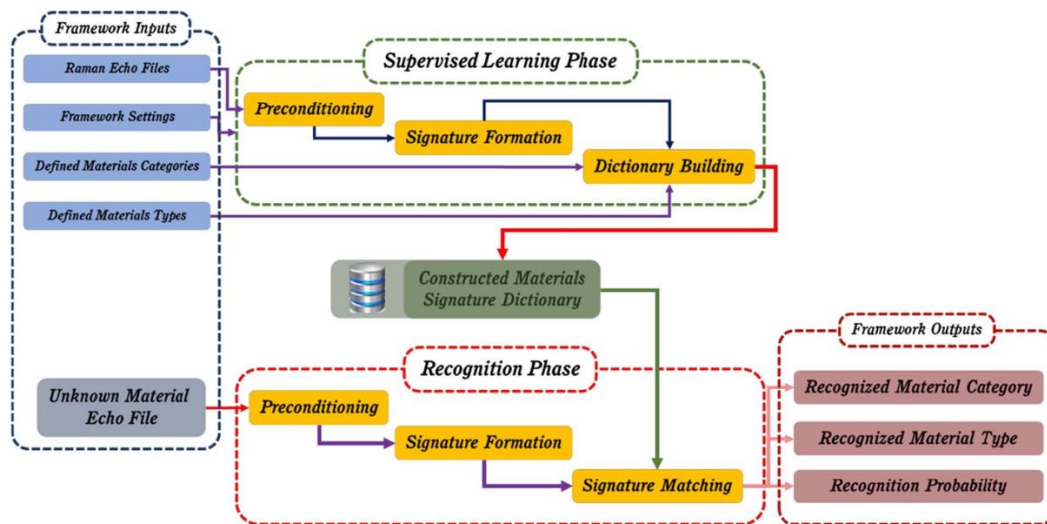 Framework Inputs
Raman Echo Files
Framework Settings
Defined Materials Categories
Defined Materials Types
Unknown Material
Echo File
Supervised Learning Phase
Preconditioning
Signature Formation
Dictionary Building
Constructed Materials
Signature Dictionary
Recognition Phase
Preconditioning
Signature Formation
Signature Matching
Framework Outputs
Recognized Material Category
Recognized Material Type
Recognition Probability